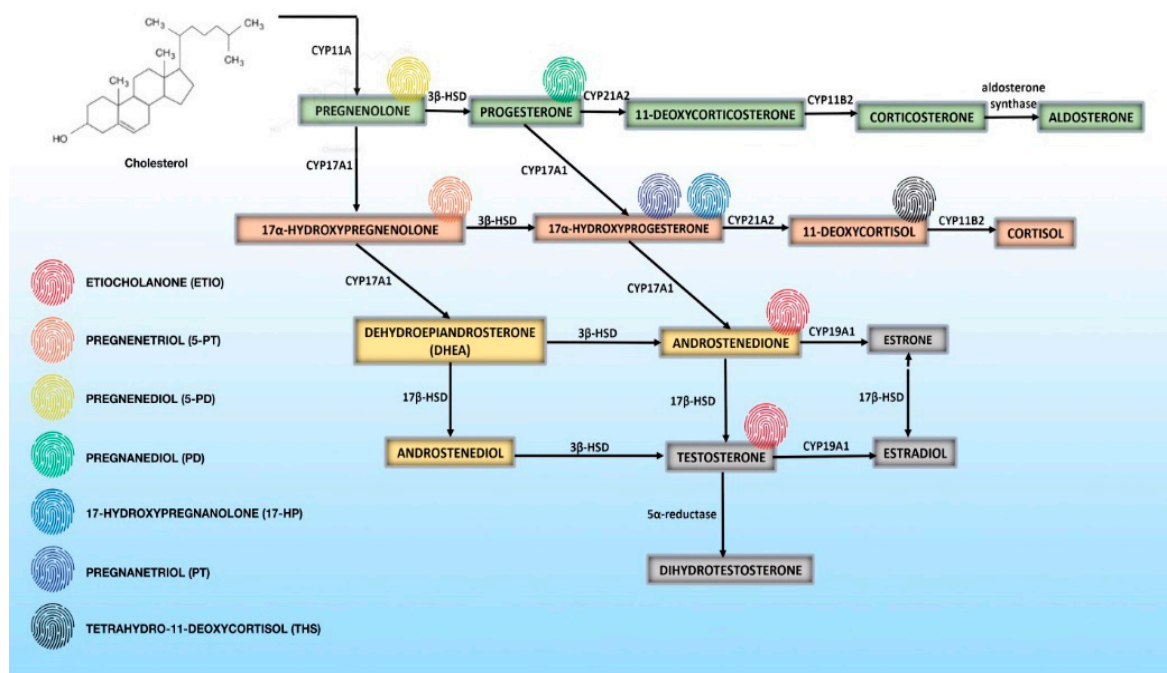 CH₃
CH₃
CH₃
CH₃
CH₃
HO
Cholesterol
CYP11A
PREGNENOLONE
3β-HSD
PROGESTERONE
CYP21A2
11-DEOXYCORTICOSTERONE
CYP11B2
CORTICOSTERONE
aldosterone
synthase
ALDOSTERONE
CYP17A1
CYP17A1
17α-HYDROXYPREGNENOLONE
3β-HSD
17α-HYDROXYPROGESTERONE
CYP21A2
11-DEOXYCORTISOL
CYP11B2
CORTISOL
CYP17A1
CYP17A1
DEHYDROEPIANDROSTERONE
(DHEA)
3β-HSD
ANDROSTENEDIONE
CYP19A1
ESTRONE
17β-HSD
17β-HSD
17β-HSD
ANDROSTENEDIOL
3β-HSD
TESTOSTERONE
CYP19A1
ESTRADIOL
5α-reductase
DIHYDROTESTOSTERONE
ETIOCHOLANONE (ETIO)
PREGNENETRIOL (5-PT)
PREGNENEDIOL (5-PD)
PREGNANEDIOL (PD)
17-HYDROXYPREGNANOLONE (17-HP)
PREGNANETRIOL (PT)
TETRAHYDRO-11-DEOXYCORTISOL (THS)